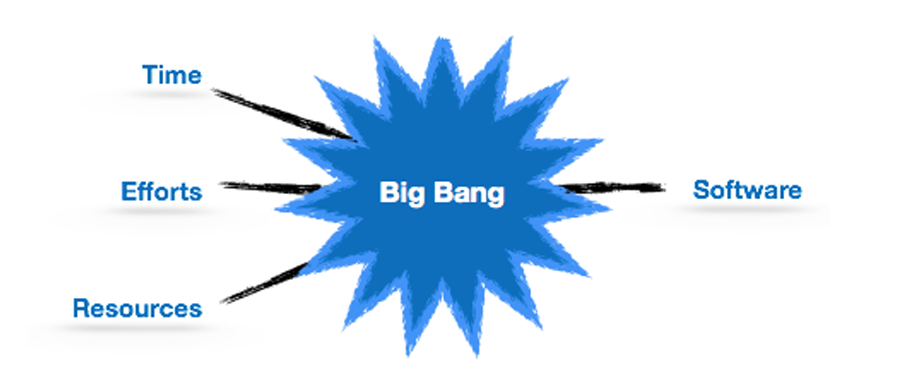 Time
Efforts
Big Bang
Software
Resources